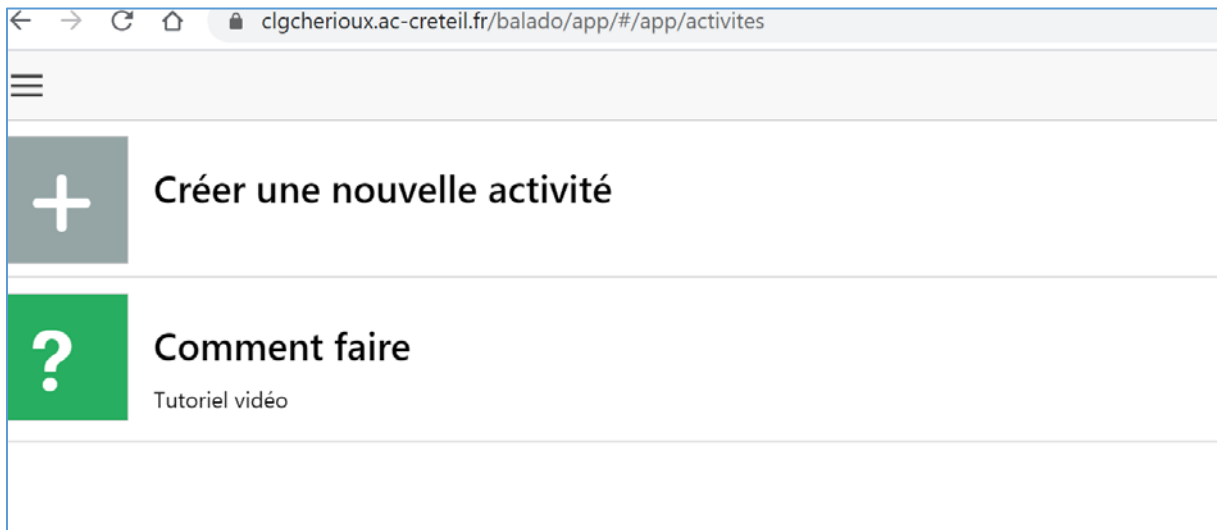 clgcherioux.ac-creteil.fr/balado/app/#/app/activites
Créer une nouvelle activité
?
Comment faire
Tutoriel vidéo